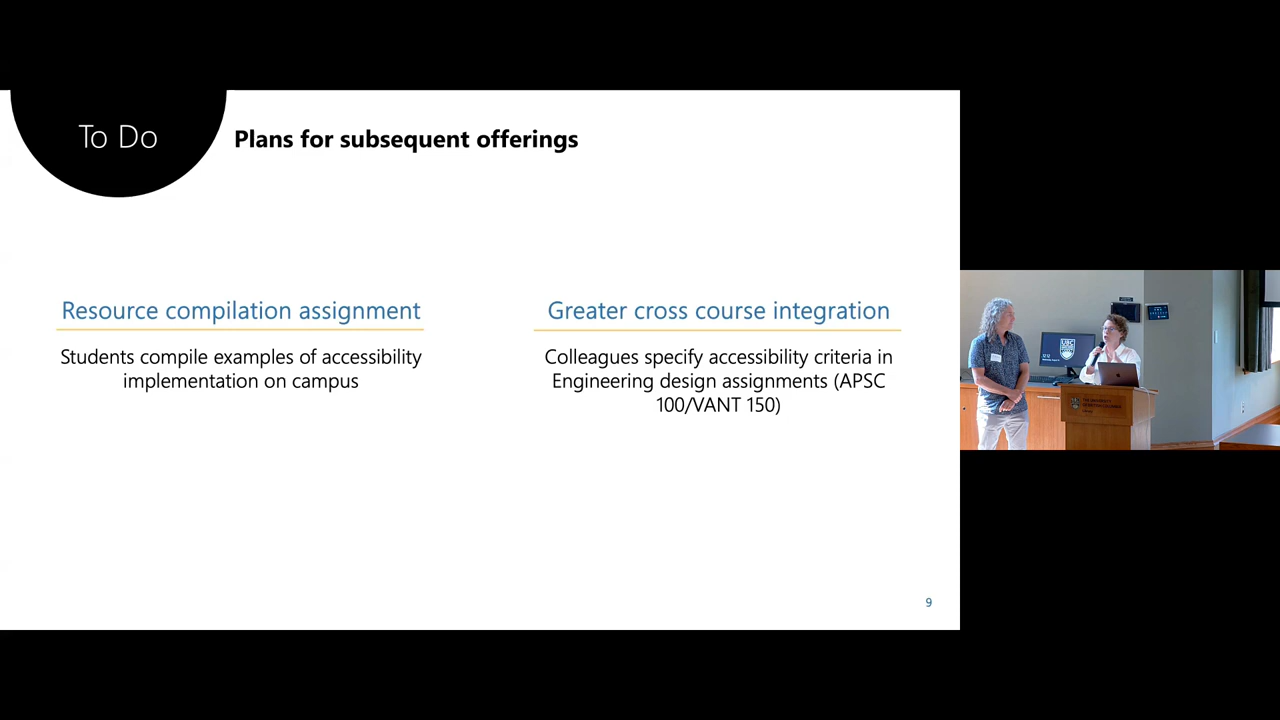 To Do
Plans for subsequent offerings
Resource compilation assignment
Students compile examples of accessibility
implementation on campus
Greater cross course integration
Colleagues specify accessibility criteria in
Engineering design assignments (APSC
100/VANT 150)
9
UBC